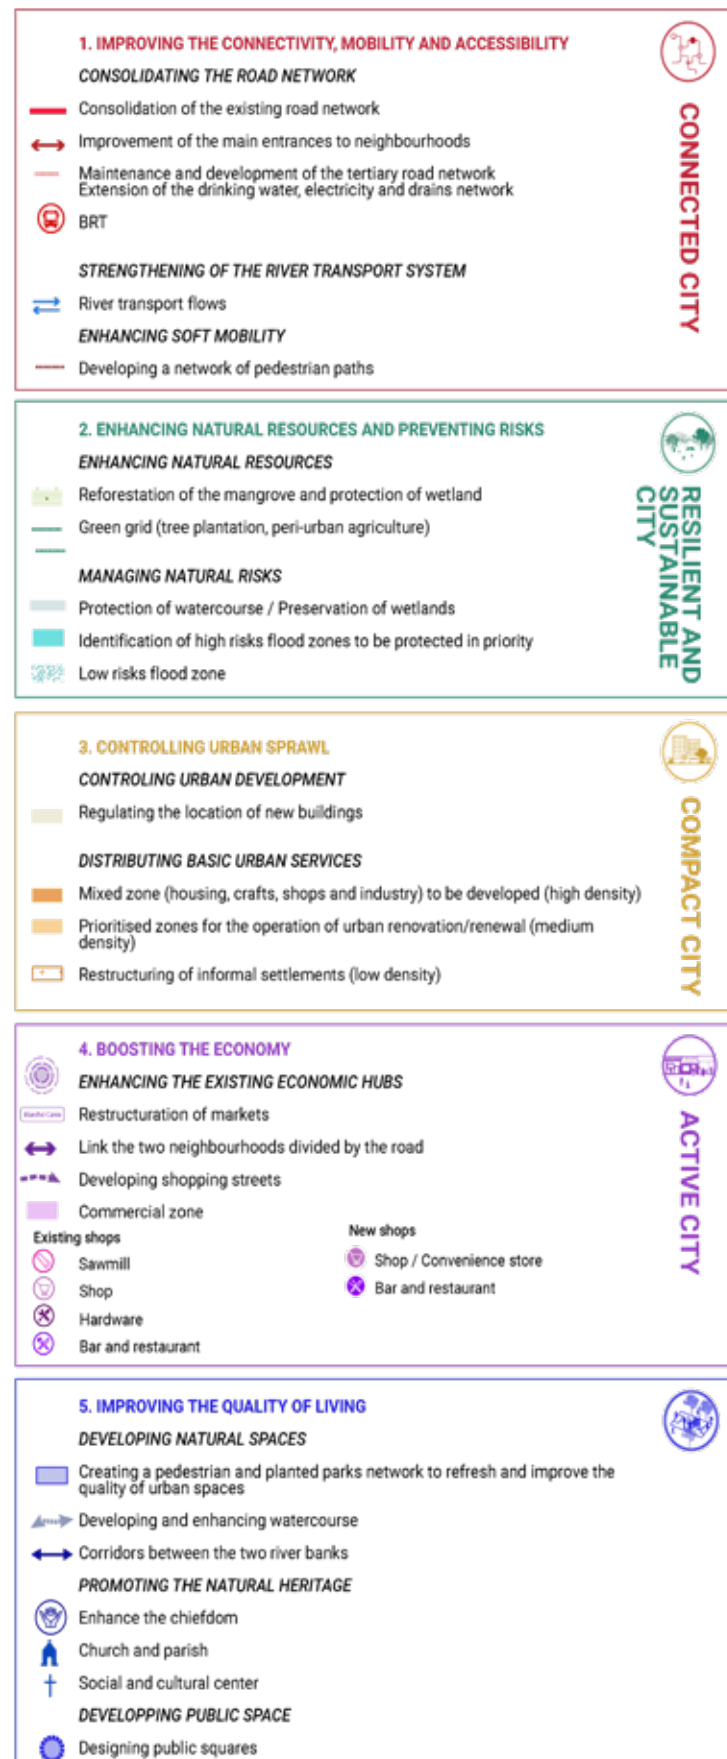 1. IMPROVING THE CONNECTIVITY, MOBILITY AND ACCESSIBILITY
CONSOLIDATING THE ROAD NETWORK
Consolidation of the existing road network
Improvement of the main entrances to neighbourhoods
Maintenance and development of the tertiary road network
Extension of the drinking water, electricity and drains network
BRT
STRENGTHENING OF THE RIVER TRANSPORT SYSTEM
River transport flows
ENHANCING SOFT MOBILITY
Developing a network of pedestrian paths
CONNECTED CITY
2. ENHANCING NATURAL RESOURCES AND PREVENTING RISKS
ENHANCING NATURAL RESOURCES
Reforestation of the mangrove and protection of wetland
Green grid (tree plantation, peri-urban agriculture)
MANAGING NATURAL RISKS
Protection of watercourse / Preservation of wetlands
Identification of high risks flood zones to be protected in priority
Low risks flood zone
RESILIENT AND
SUSTAINABLE
CITY
3. CONTROLLING URBAN SPRAWL
CONTROLING URBAN DEVELOPMENT
Regulating the location of new buildings
DISTRIBUTING BASIC URBAN SERVICES
Mixed zone (housing, crafts, shops and industry) to be developed (high density)
Prioritised zones for the operation of urban renovation/renewal (medium
density)
Restructuring of informal settlements (low density)
COMPACT CITY
4. BOOSTING THE ECONOMY
ENHANCING THE EXISTING ECONOMIC HUBS
Restructuration of markets
Link the two neighbourhoods divided by the road
Developing shopping streets
Commercial zone
Existing shops
Sawmill
Shop
Hardware
Bar and restaurant
New shops
Shop / Convenience store
Bar and restaurant
ACTIVE CITY
5. IMPROVING THE QUALITY OF LIVING
DEVELOPING NATURAL SPACES
Creating a pedestrian and planted parks network to refresh and improve the
quality of urban spaces
Developing and enhancing watercourse
Corridors between the two river banks
PROMOTING THE NATURAL HERITAGE
Enhance the chiefdom
Church and parish
Social and cultural center
DEVELOPPING PUBLIC SPACE
Designing public squares